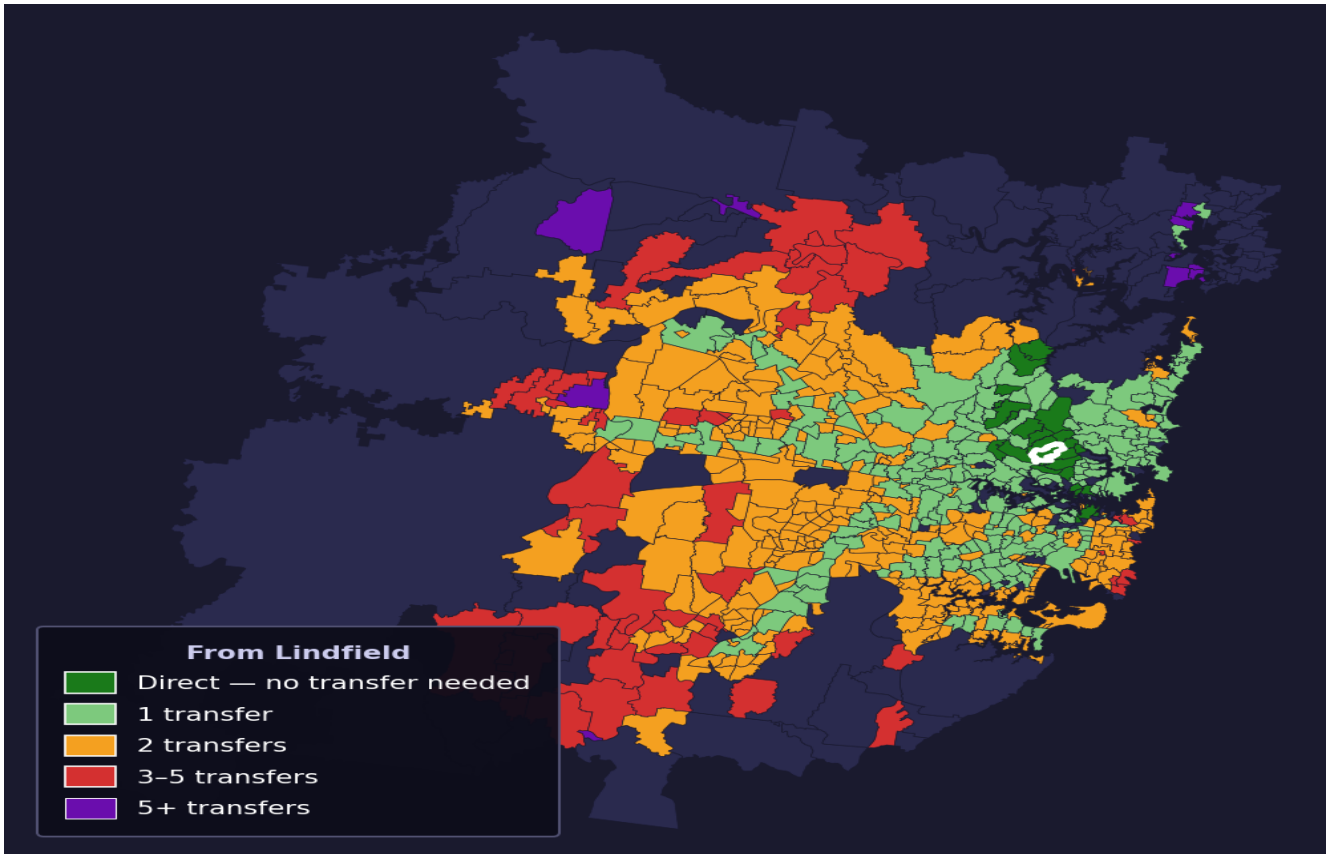 From Lindfield
Direct — no transfer needed
1 transfer
2 transfers
3–5 transfers
5+ transfers